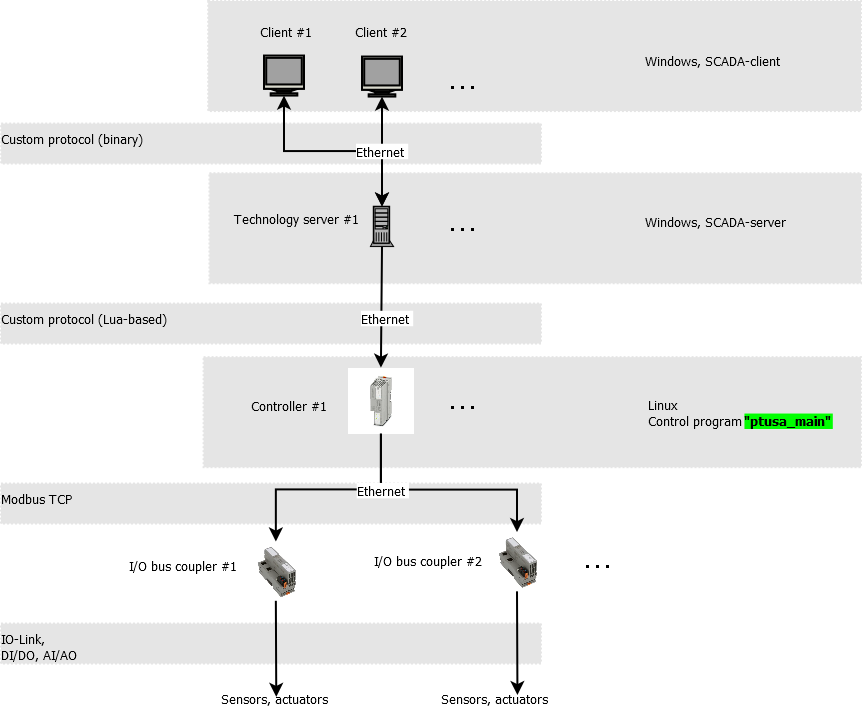 Client #1
Client #2
...
Windows, SCADA-client
Custom protocol (binary)
Ethernet
Technology server #1
...
Windows, SCADA-server
Custom protocol (Lua-based)
Ethernet
Controller #1
...
Linux
Control program "ptusa_main"
Modbus TCP
Ethernet
I/O bus coupler #1
I/O bus coupler #2
...
IO-Link,
DI/DO, AI/AO
Sensors, actuators
Sensors, actuators